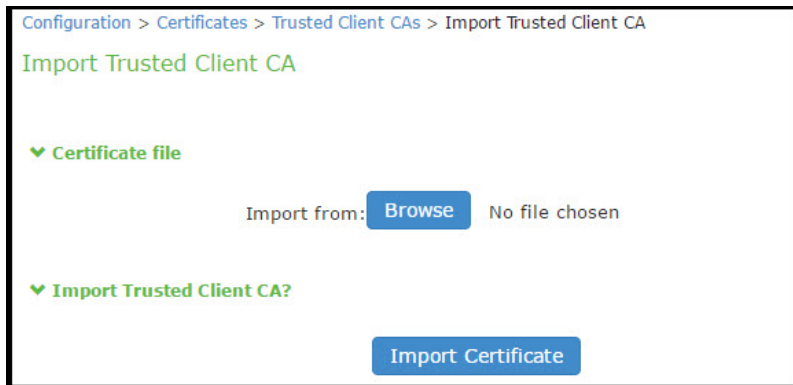 Configuration > Certificates > Trusted Client CAs > Import Trusted Client CA
Import Trusted Client CA
Certificate file
Import from: Browse No file chosen
Import Trusted Client CA?
Import Certificate